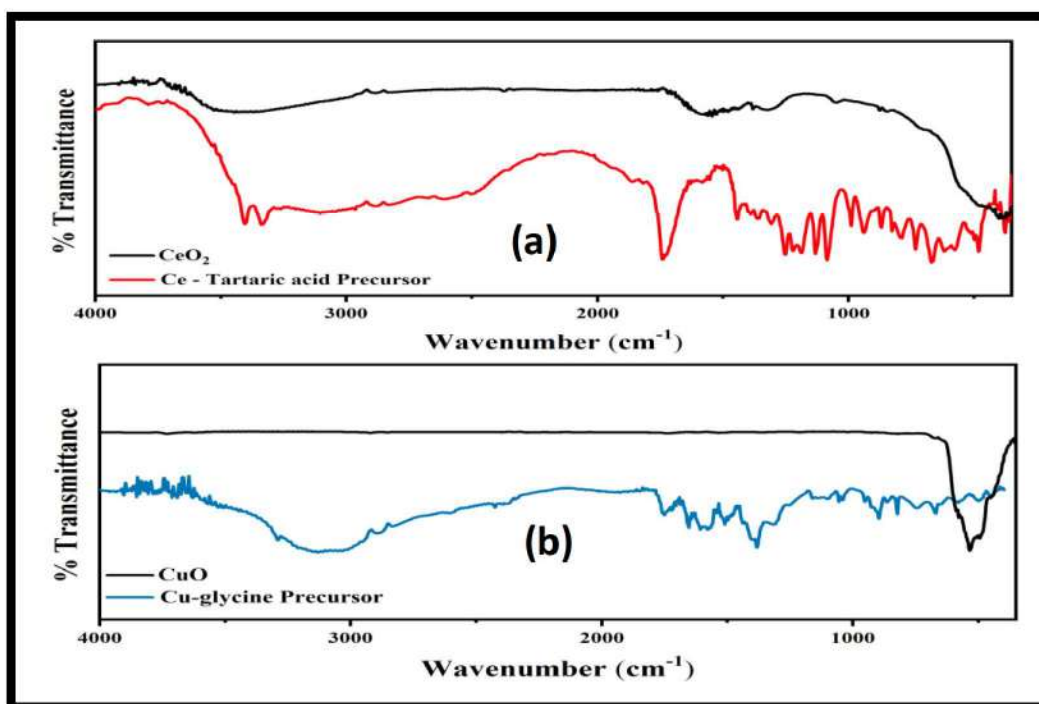 % Transmittance
(a)
CeO₂
Ce - Tartaric acid Precursor
4000 3000 2000 1000
Wavenumber (cm⁻¹)
% Transmittance
(b)
CuO
Cu-glycine Precursor
4000 3000 2000 1000
Wavenumber (cm⁻¹)